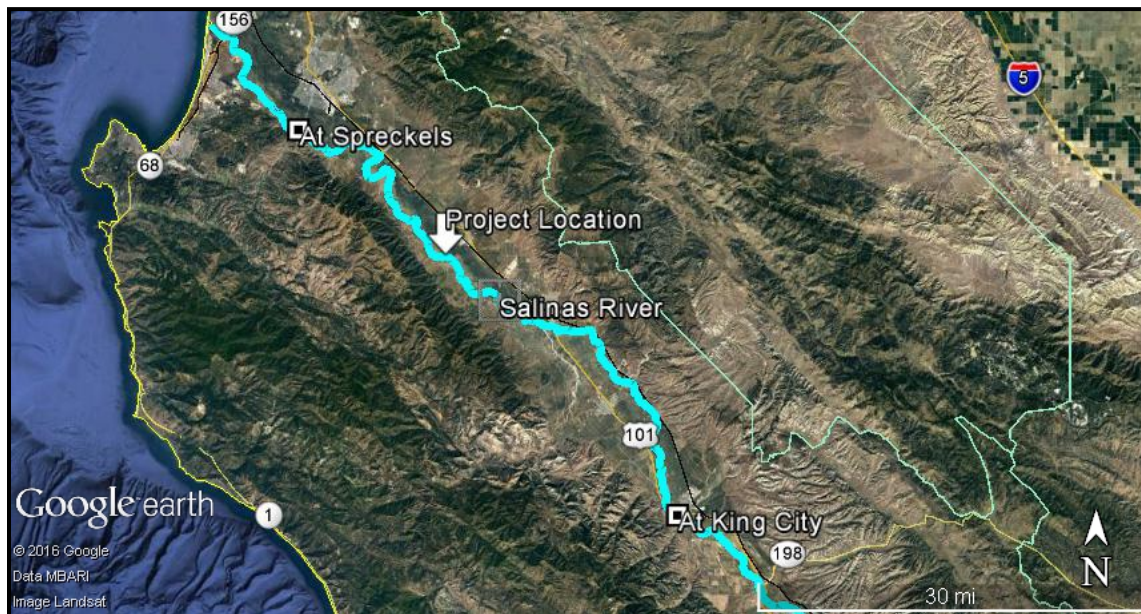 156
5
At Spreckels
68
Project Location
Salinas River
101
Google earth
1
At King City
198
© 2016 Google
Data MBARI
Image Landsat
N
30 mi